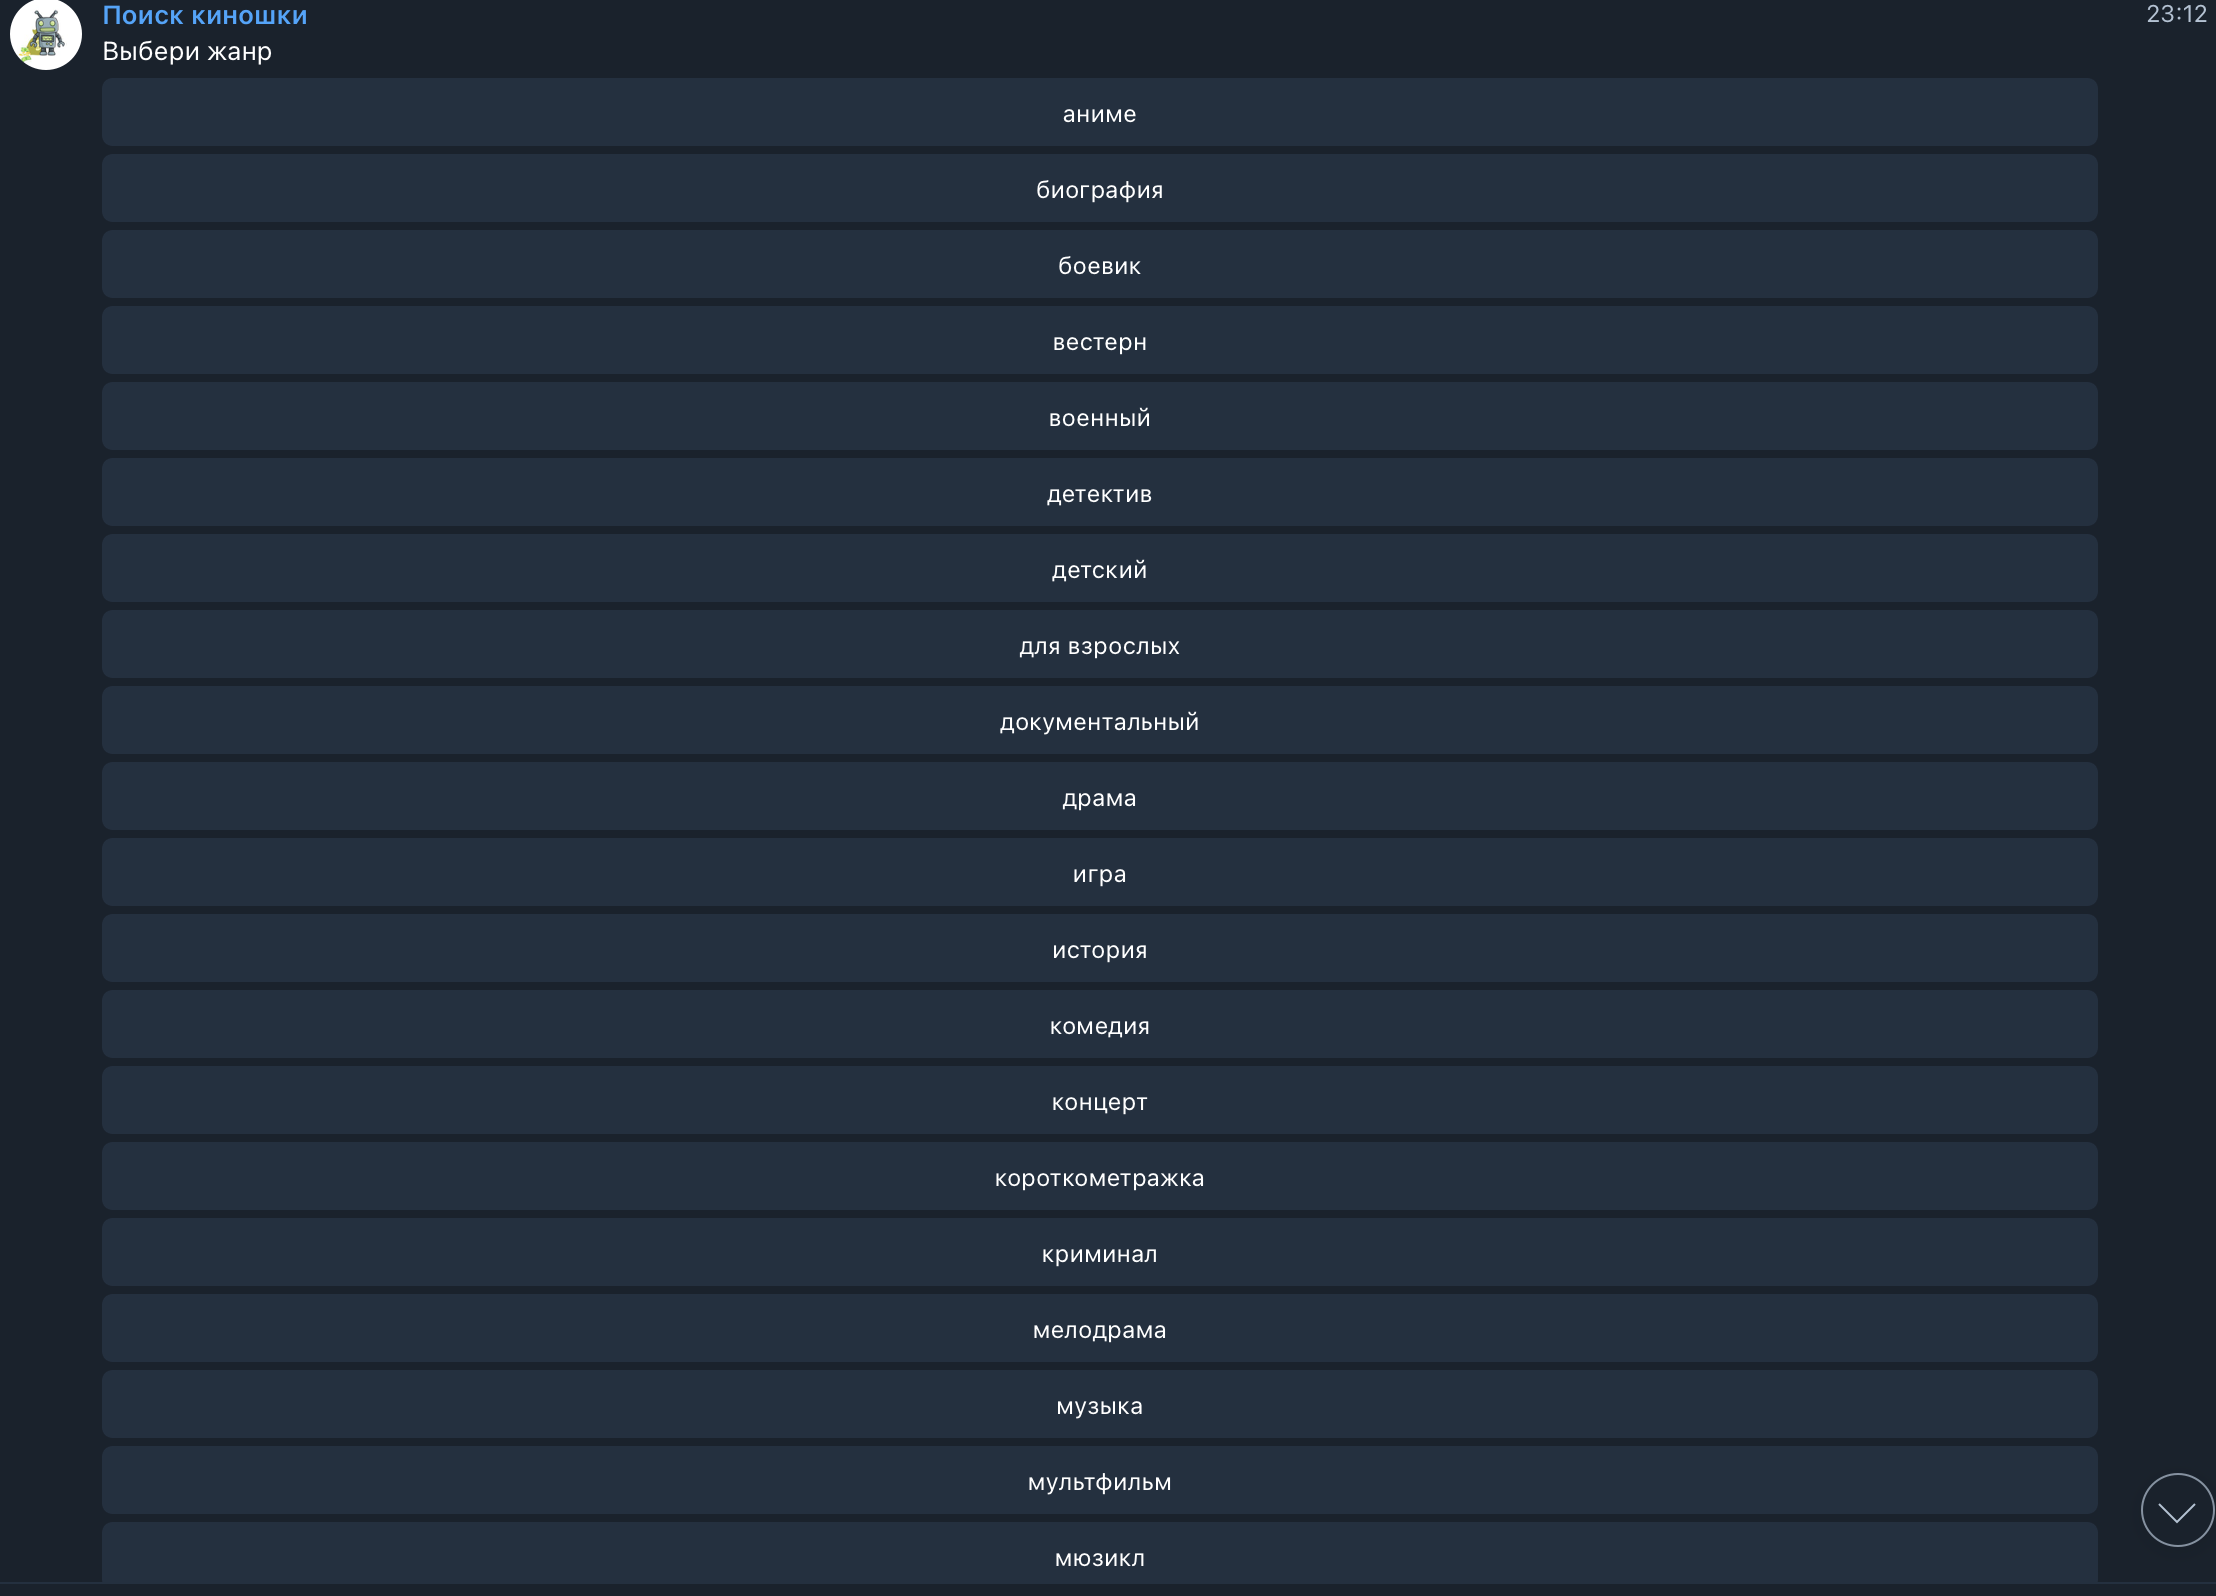 Поиск киношки
23:12
Выбери жанр
аниме
биография
боевик
вестерн
военный
детектив
детский
для взрослых
документальный
драма
игра
история
комедия
концерт
короткометражка
криминал
мелодрама
музыка
мультфильм
мюзикл